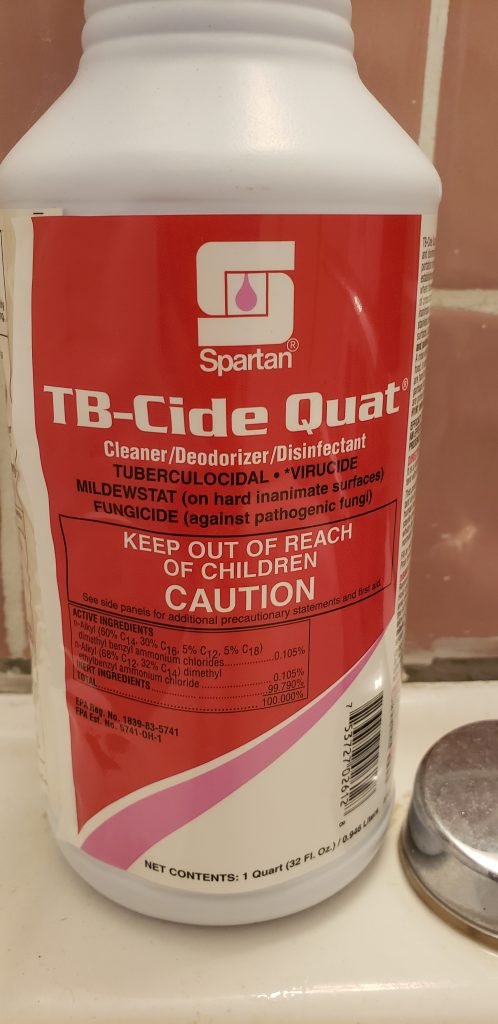 Spartan®
TB-Cide Quat®
Cleaner/Deodorizer/Disinfectant
TUBERCULOCIDAL • *VIRUCIDE
MILDEWSTAT (on hard inanimate surfaces)
FUNGICIDE (against pathogenic fungi)
KEEP OUT OF REACH
OF CHILDREN
CAUTION
See side panels for additional precautionary statements and first aid.
ACTIVE INGREDIENTS
n-Alkyl (60% C14, 30% C16, 5% C12, 5% C18)
dimethyl benzyl ammonium chlorides..........0.105%
n-Alkyl (68% C12, 32% C14) dimethyl
ethylbenzyl ammonium chloride..........0.105%
INERT INGREDIENTS..........99.790%
TOTAL..........100.000%
EPA Reg. No. 1839-83-5741
EPA Est. No. 5741-OH-1
7 35727 02612 8
NET CONTENTS: 1 Quart (32 Fl. Oz.) / 0.946 Liters